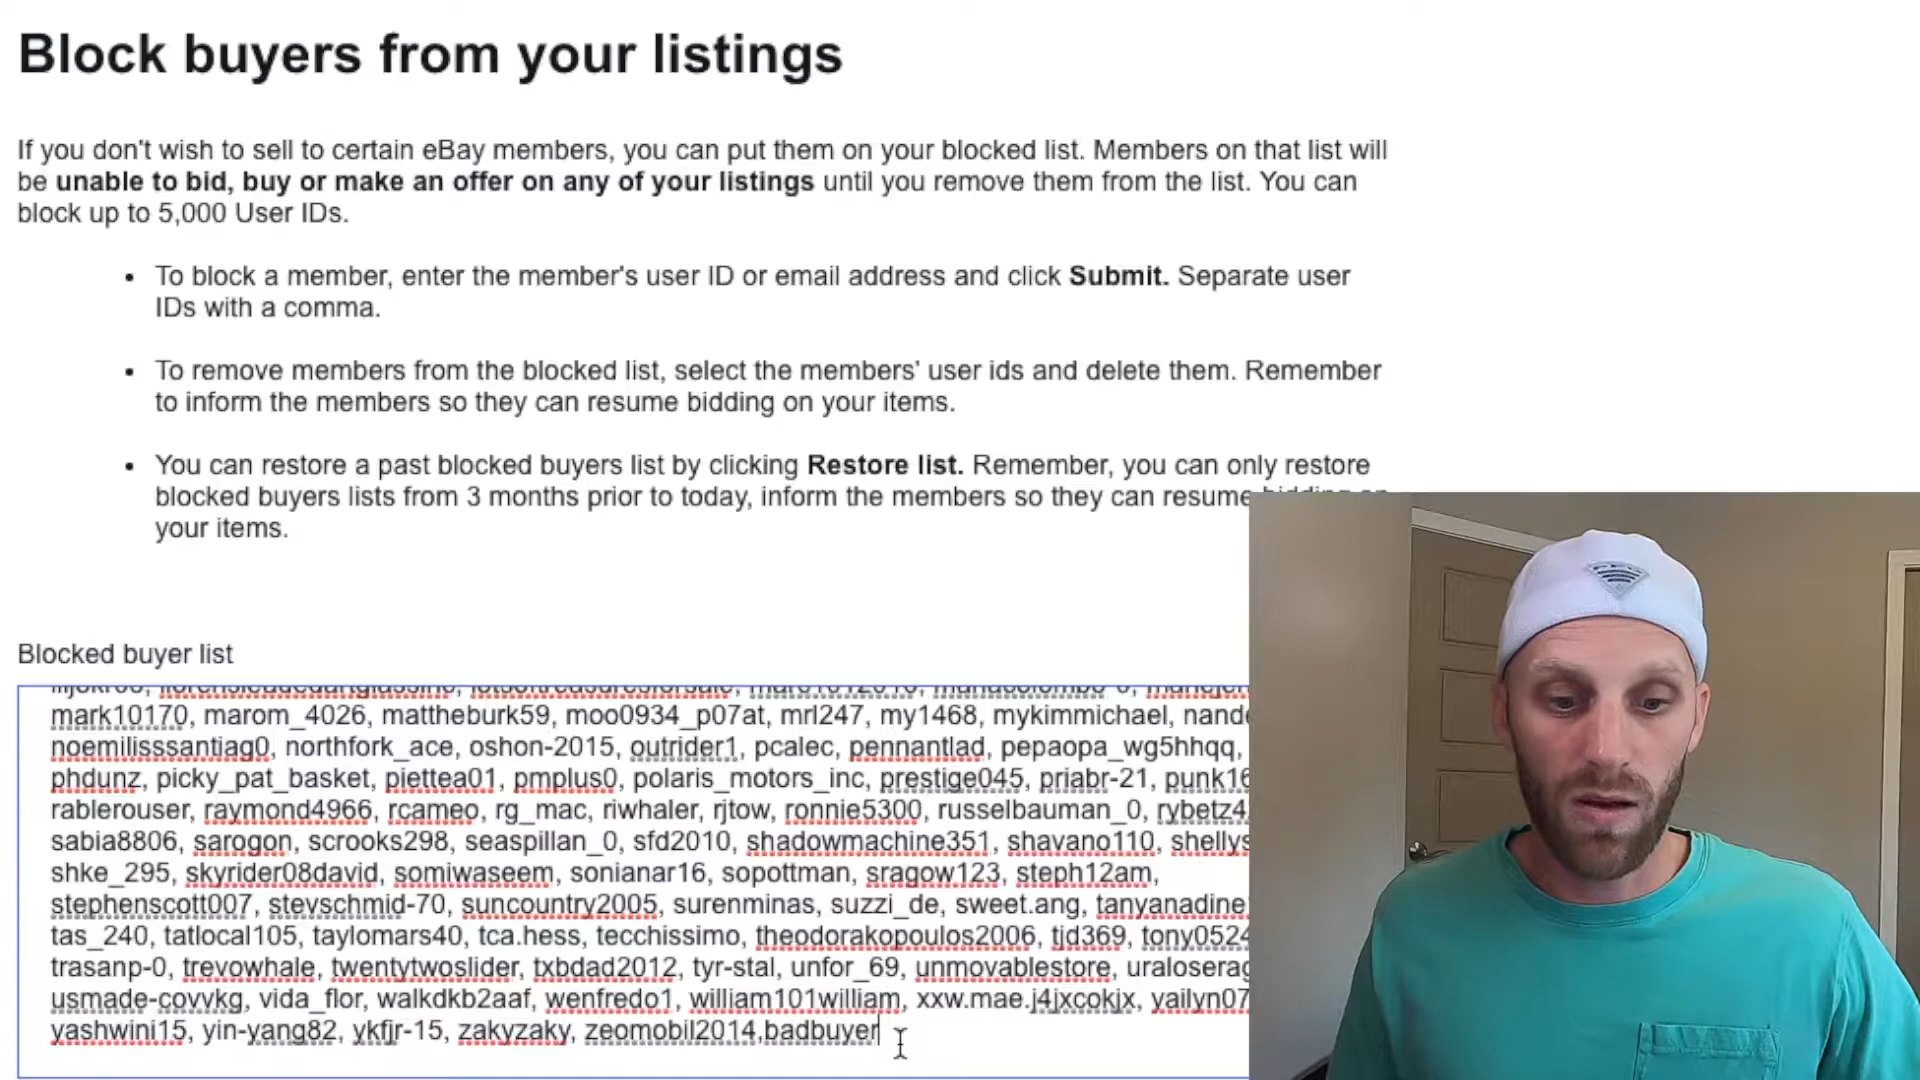 Block buyers from your listings
If you don't wish to sell to certain eBay members, you can put them on your blocked list. Members on that list will
be unable to bid, buy or make an offer on any of your listings until you remove them from the list. You can
block up to 5,000 User IDs.
• To block a member, enter the member's user ID or email address and click Submit. Separate user
IDs with a comma.
• To remove members from the blocked list, select the members' user ids and delete them. Remember
to inform the members so they can resume bidding on your items.
• You can restore a past blocked buyers list by clicking Restore list. Remember, you can only restore
blocked buyers lists from 3 months prior to today, inform the members so they can resume
your items.
Blocked buyer list
mark10170, marom_4026, mattheburk59, moo0934_p07at, mrl247, my1468, mykimmichael,
noemilisssantiag0, northfork_ace, oshon-2015, outrider1, pcalec, pennantlad, pepaopa_wg5hhqq,
phdunz, picky_pat_basket, piettea01, pmplus0, polaris_motors_inc, prestige045, priabr-21,
rablerouser, raymond4966, rcameo, rg_mac, riwhaler, rjtow, ronnie5300, russelbauman_0,
sabia8806, sarogon, scrooks298, seaspillan_0, sfd2010, shadowmachine351, shavano110,
shke_295, skyrider08david, somiwaseem, sonianar16, sopottman, sragow123, steph12am,
stephenscott007, stevschmid-70, suncountry2005, surenminas, suzzi_de, sweet.ang,
tas_240, tatlocal105, taylomars40, tca.hess, tecchissimo, theodorakopoulos2006, tjd369,
trasanp-0, trevowhale, twentytwoslider, txbdad2012, tyr-stal, unfor_69, unmovablestore,
usmade-covvkg, vida_flor, walkdkb2aaf, wenfredo1, william101william, xxw.mae.j4jxcokjx,
yashwini15, yin-yang82, ykfjr-15, zakyzaky, zeomobil2014,badbuyer